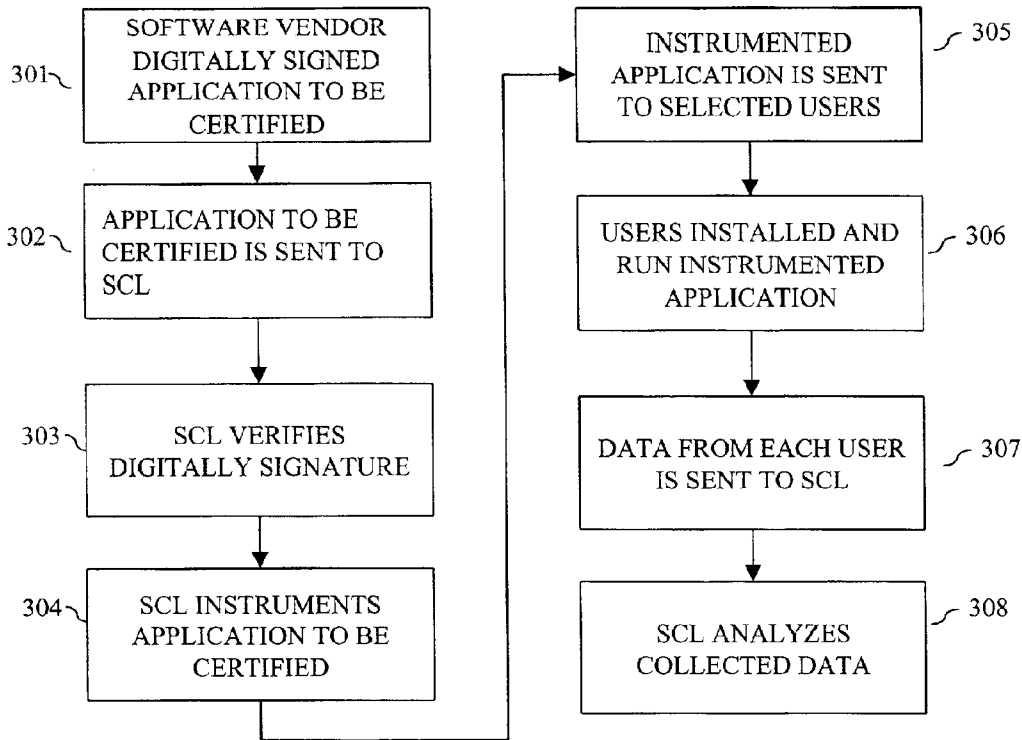 301
SOFTWARE VENDOR
DIGITALLY SIGNED
APPLICATION TO BE
CERTIFIED
302
APPLICATION TO BE
CERTIFIED IS SENT TO
SCL
303
SCL VERIFIES
DIGITALLY SIGNATURE
304
SCL INSTRUMENTS
APPLICATION TO BE
CERTIFIED
INSTRUMENTED
APPLICATION IS SENT
TO SELECTED USERS
305
USERS INSTALLED AND
RUN INSTRUMENTED
APPLICATION
306
DATA FROM EACH USER
IS SENT TO SCL
307
SCL ANALYZES
COLLECTED DATA
308